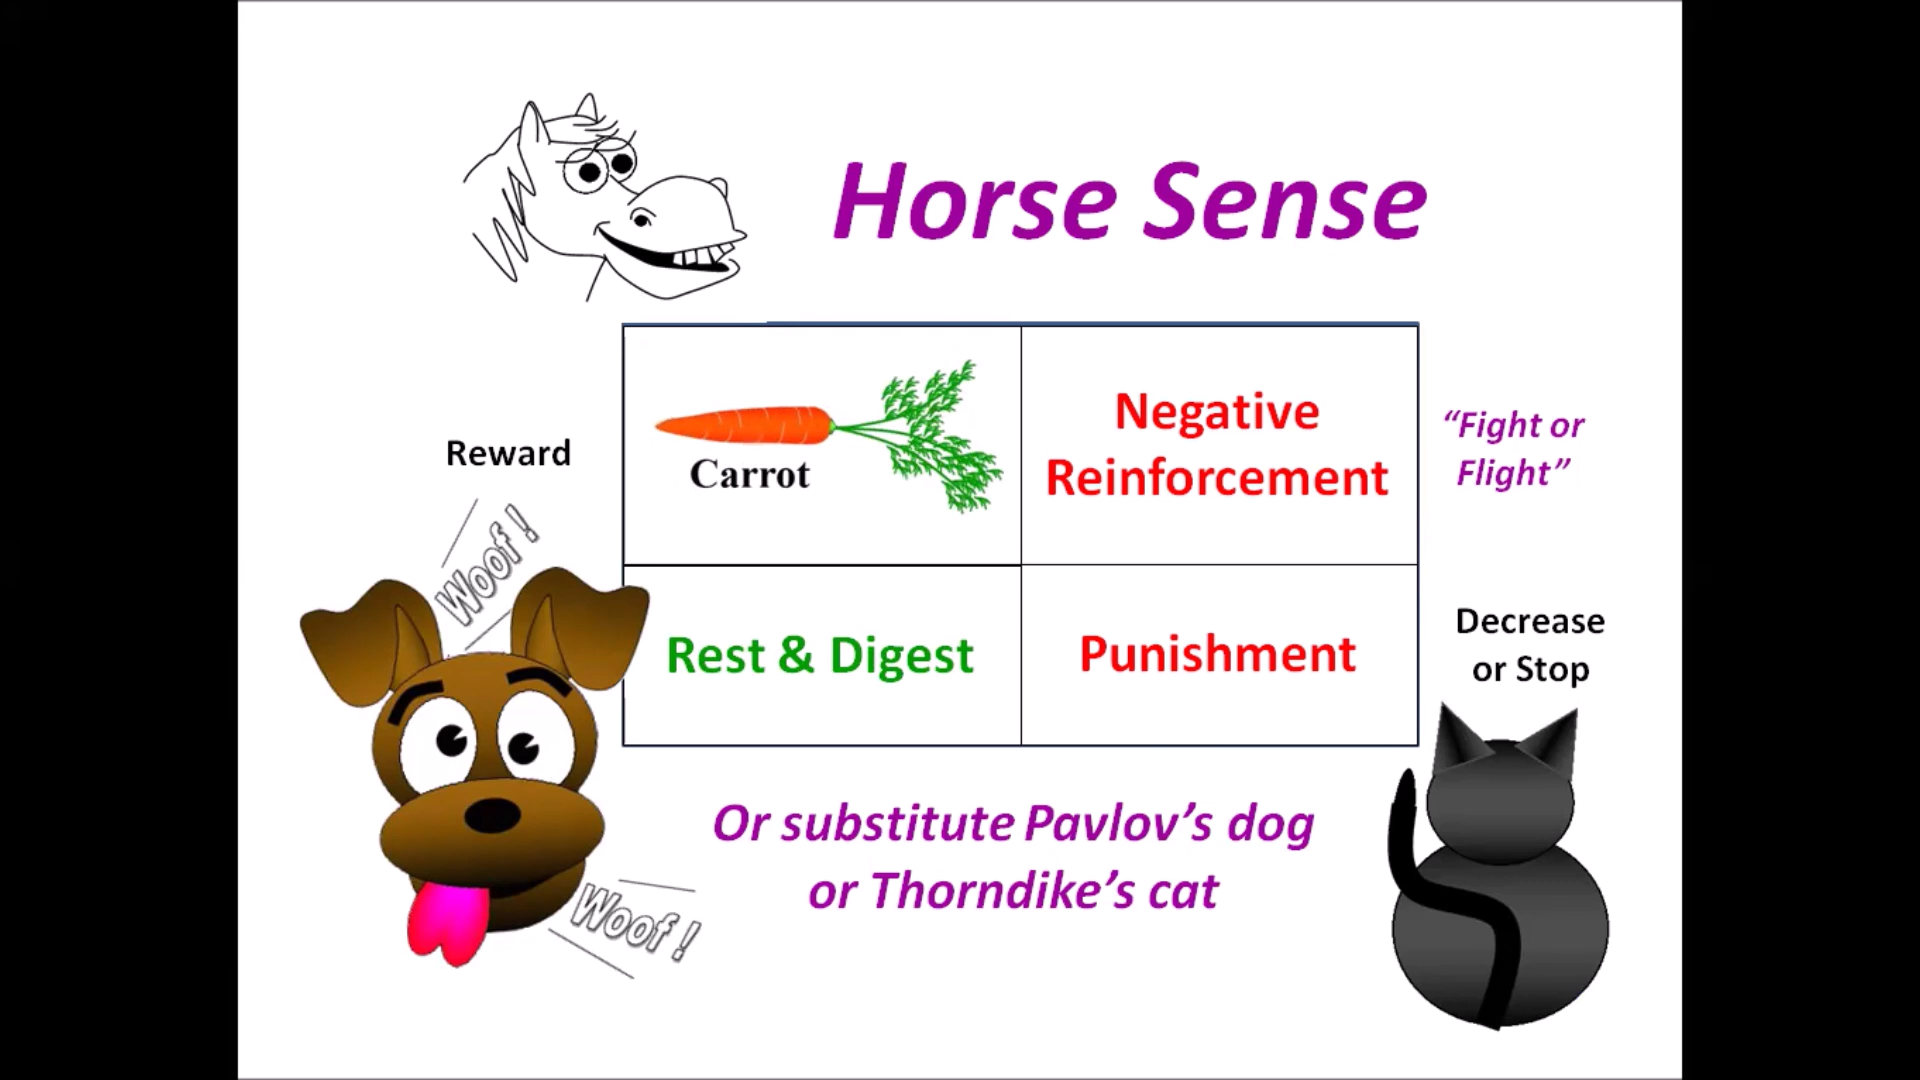 Horse Sense
Reward
Carrot
Negative
Reinforcement
“Fight or
Flight”
Woof !
Rest & Digest
Punishment
Decrease
or Stop
Or substitute Pavlov’s dog
or Thorndike’s cat
Woof !